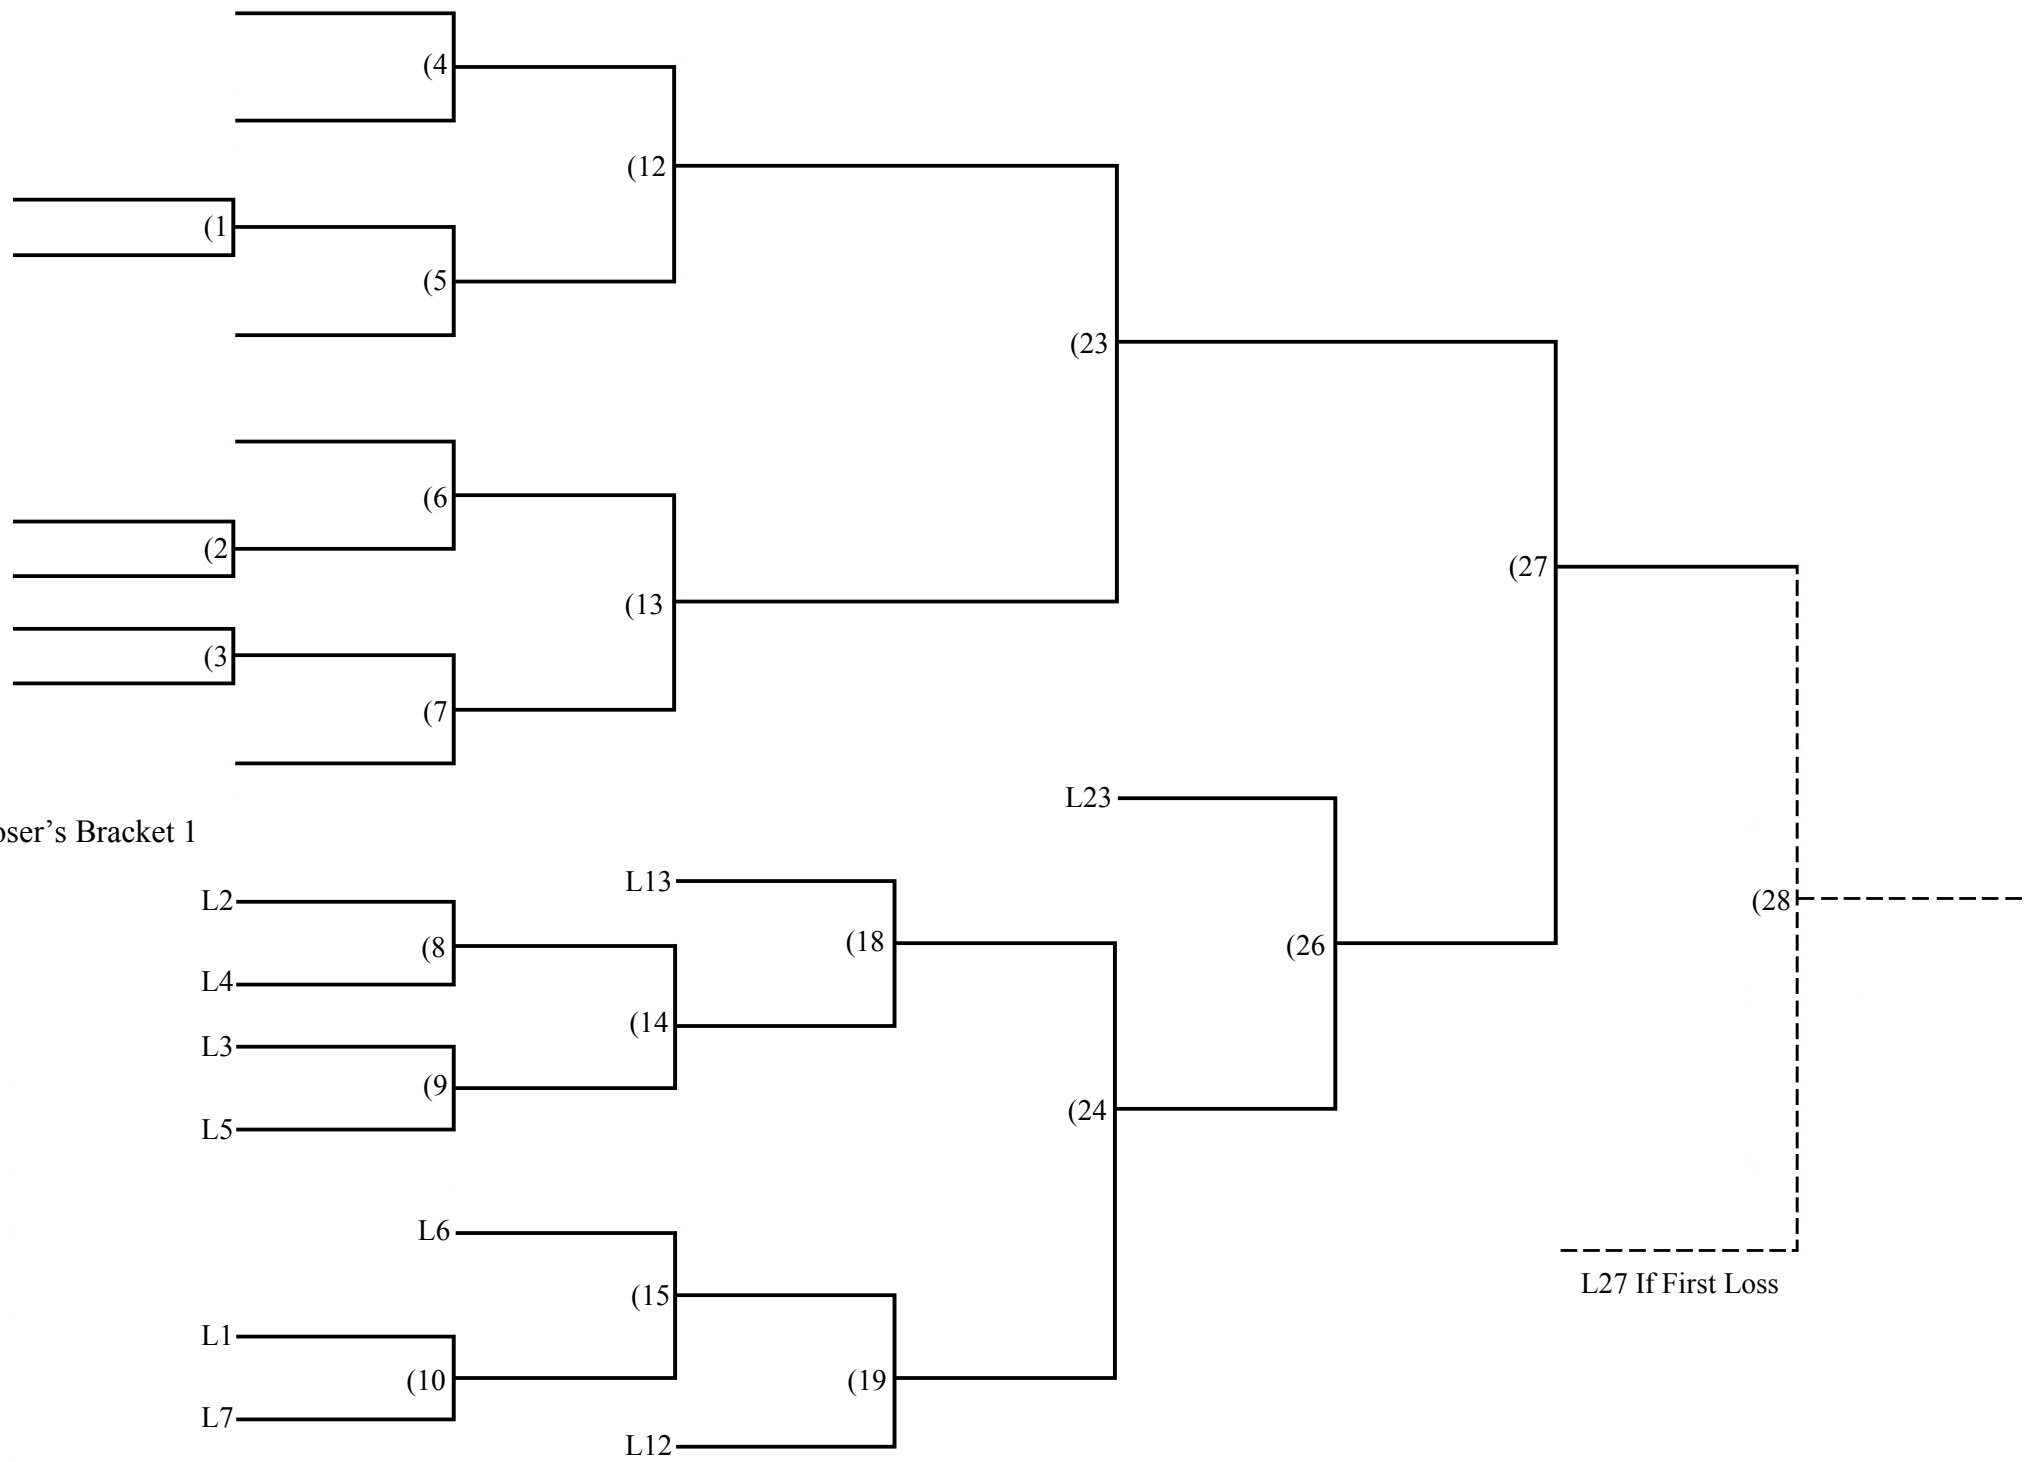 (4
(12
(1
(5
(23
(6
(2
(27
(13
(3
(7
L23
oser’s Bracket 1
L13
L2
(28
(18
(26
(8
L4
(14
L3
(9
(24
L5
L6
L27 If First Loss
(15
L1
(10
(19
L7
L12